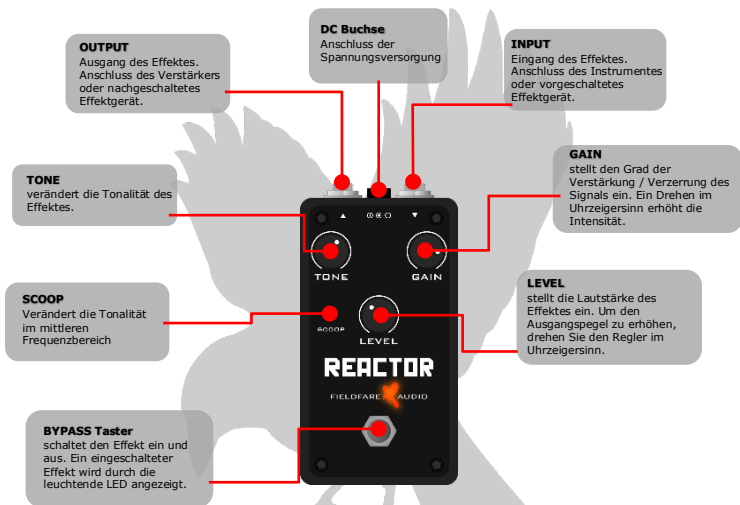 DC Buchse
Anschluss der
Spannungsversorgung
OUTPUT
Ausgang des Effektes.
Anschluss des Verstärkers
oder nachgeschaltetes
Effektgerät.
INPUT
Eingang des Effektes.
Anschluss des Instrumentes
oder vorgeschaltetes
Effektgerät.
TONE
verändert die Tonalität des
Effektes.
GAIN
stellt den Grad der
Verstärkung / Verzerrung des
Signals ein. Ein Drehen im
Uhrzeigersinn erhöht die
Intensität.
SCOOP
Verändert die Tonalität
im mittleren
Frequenzbereich
LEVEL
stellt die Lautstärke des
Effektes ein. Um den
Ausgangspegel zu erhöhen,
drehen Sie den Regler im
Uhrzeigersinn.
BYPASS Taster
schaltet den Effekt ein und
aus. Ein eingeschalteter
Effekt wird durch die
leuchtende LED angezeigt.
TONE
GAIN
SCOOP
LEVEL
REACTOR
FIELDFARE AUDIO